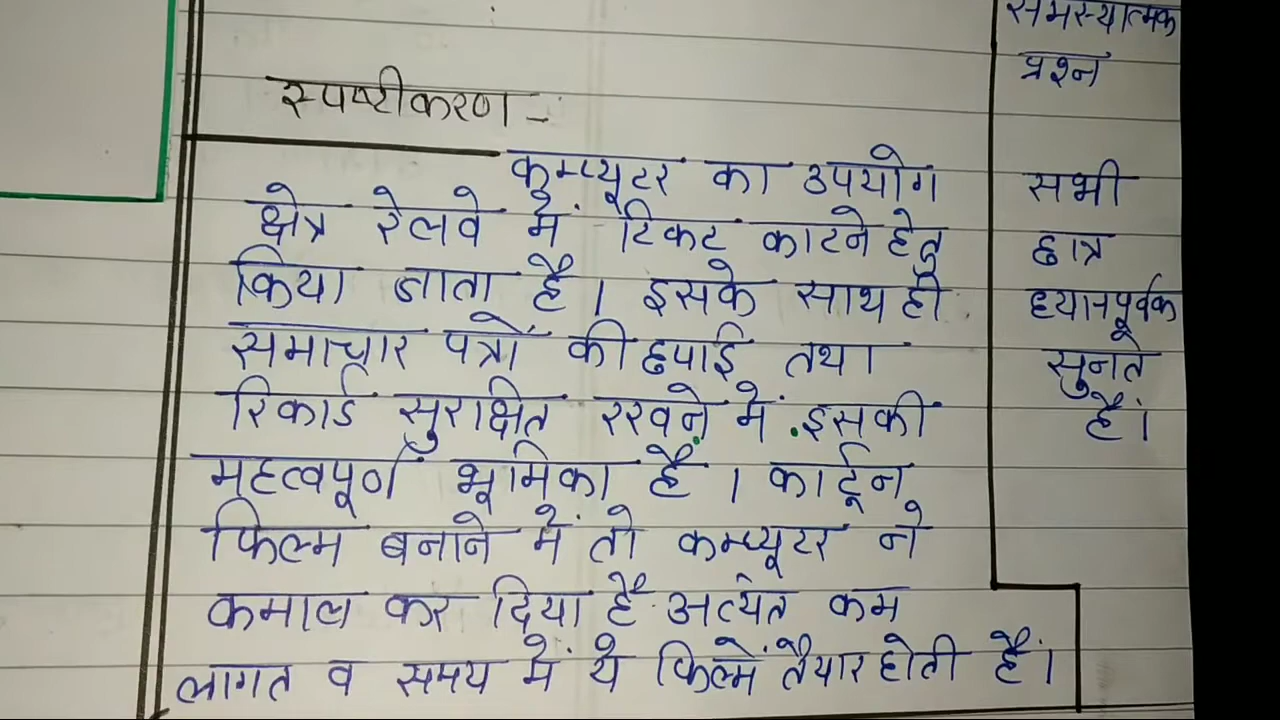 समस्यात्मक
प्रश्न
स्पष्टीकरण -
कम्प्यूटर का उपयोग
क्षेत्र रेलवे में टिकट काटने हेतु
किया जाता है। इसके साथ ही
समाचार पत्रों की छपाई तथा
रिकार्ड सुरक्षित रखने में इसकी
महत्वपूर्ण भूमिका है। कार्टून
फिल्म बनाने में तो कम्प्यूटर ने
कमाल कर दिया है अत्यंत कम
लागत व समय में ये फिल्में तैयार होती हैं।
सभी
छात्र
ध्यानपूर्वक
सुनते
हैं।